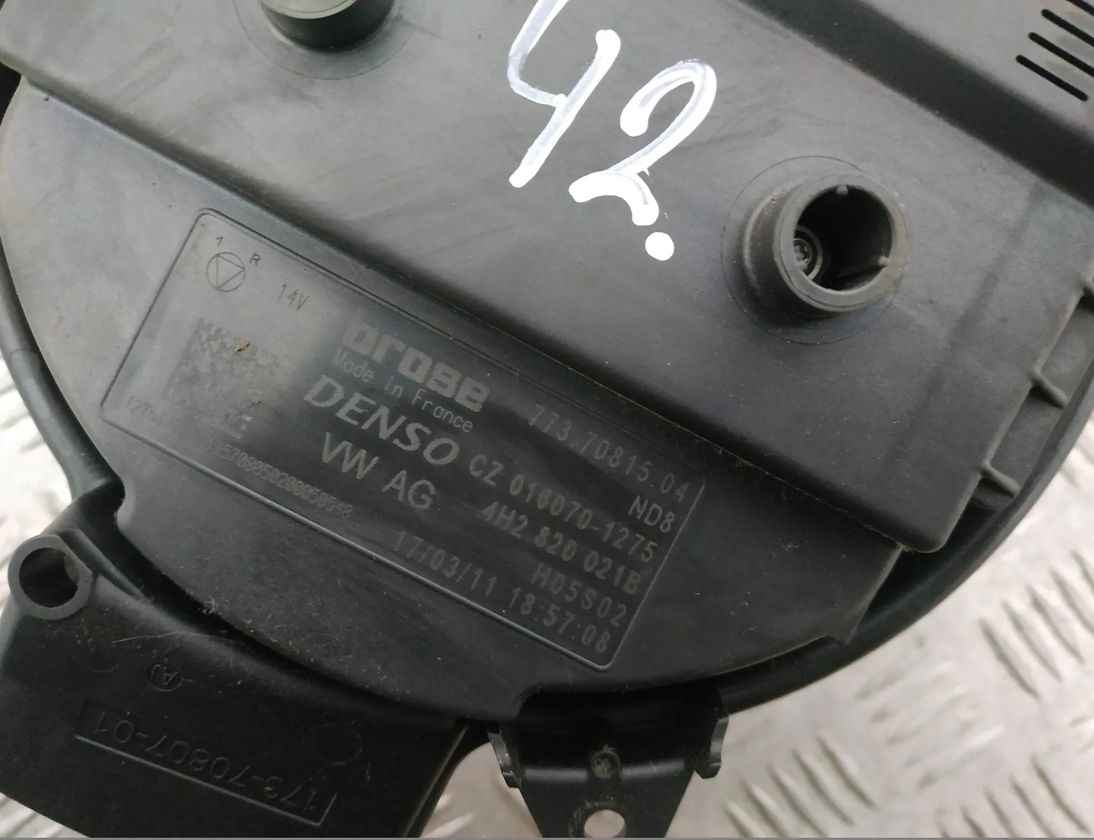 42.
1 R 14V
brose 773.70815.04
Made in France
DENSO ND8
CZ 016070-1275
VW AG 4H2 820 021B
H05S02
17/03/11 18:57:08
173-70807-01